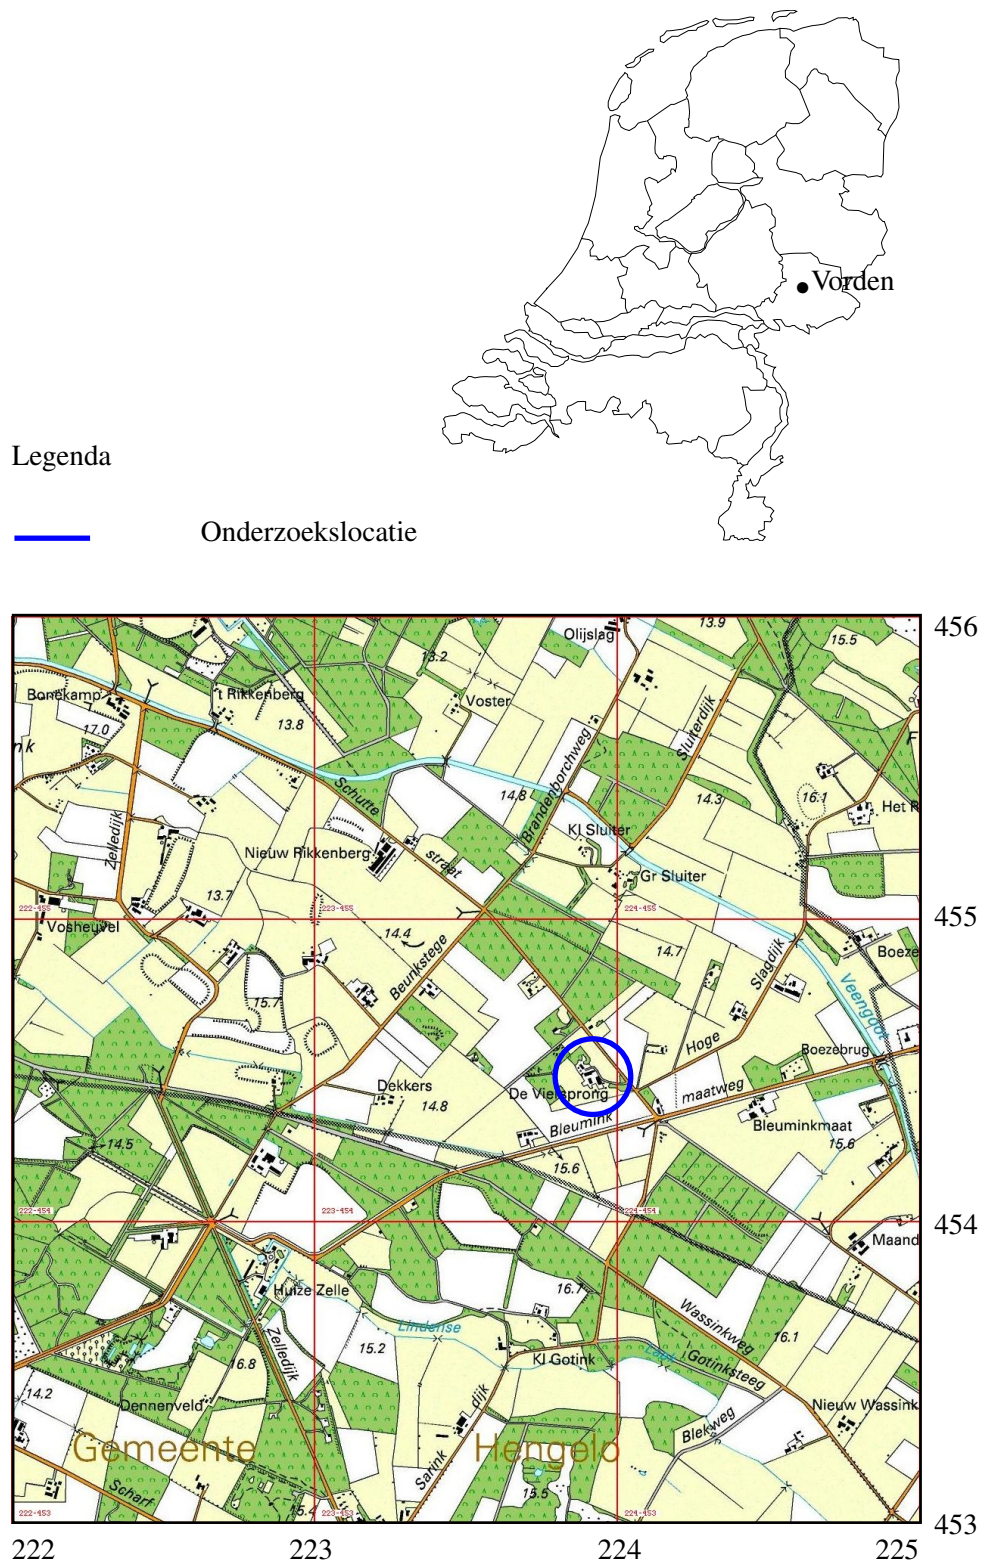 Vorden
Legenda
Onderzoekslocatie
456
Olijslag
13.9
15.5
13.2
Bonekamp
't Rikkenberg
Voster
17.0
13.8
nk
Sluiterdijk
Brandenborchweg
F
Schutte
straat
14.8
14.3
16.1
Het R
Zelledijk
Kl Sluiter
Nieuw Rikkenberg
Gr Sluiter
13.7
222-455
223-455
224-455
455
Vosheuvel
14.4
14.7
Beunkstege
Slagdijk
Boeze
15.7
Veengoot
Hoge
maatweg
Boezebrug
Dekkers
14.8
De Vielsprong
Bleumink
Bleuminkmaat
15.6
14.5
15.6
222-454
223-454
224-454
454
Maand
Huize Zelle
16.7
Wassinkweg
Lindense
Laak
16.1
Zelledijk
15.2
Kl Gotink
Gotinksteeg
16.8
14.2
Dennenveld
dijk
Sarink
Nieuw Wassink
Blekweg
Gemeente
Hengelo
Scharf
15.4
15.5
222-453
223-453
224-453
453
222
223
224
225